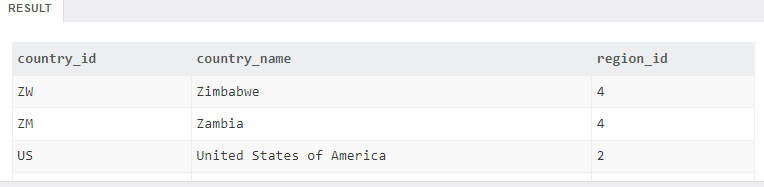 RESULT
country_id country_name region_id
ZW Zimbabwe 4
ZM Zambia 4
US United States of America 2